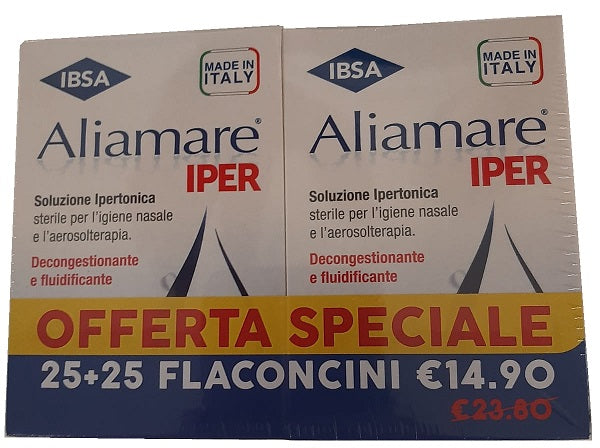 IBSA
MADE IN
ITALY
Aliamare®
IPER
Soluzione Ipertonica
sterile per l'igiene nasale
e l'aerosolterapia.
Decongestionante
e fluidificante
IBSA
MADE IN
ITALY
Aliamare®
IPER
Soluzione Ipertonica
sterile per l'igiene nasale
e l'aerosolterapia.
Decongestionante
e fluidificante
OFFERTA SPECIALE
25+25 FLACONCINI €14.90
€23.80